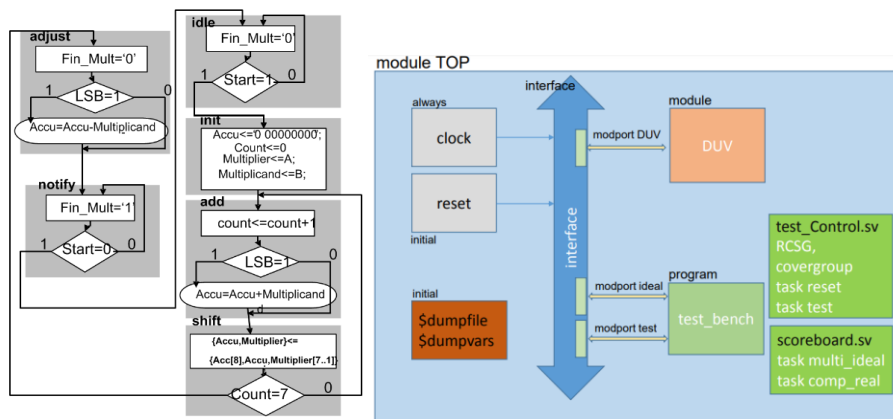 adjust
Fin_Mult='0'
1
0
LSB=1
Accu=Accu-Multiplicand
notify
Fin_Mult='1'
1
0
Start=0
idle
Fin_Mult='0'
1
0
Start=1
init
Accu<='0 00000000';
Count<=0
Multiplier<=A;
Multiplicand<=B;
add
count<=count+1
LSB=1
1
0
Accu=Accu+Multiplicand
d
shift
{Accu,Multiplier}<=
{Acc[8],Accu,Multiplier[7..1]}
Count=7
0
module TOP
interface
always
clock
reset
initial
initial
$dumpfile
$dumpvars
interface
modport DUV
module
DUV
modport ideal
modport test
program
test_bench
test_Control.sv
RCSG,
covergroup
task reset
task test
scoreboard.sv
task multi_ideal
task comp_real